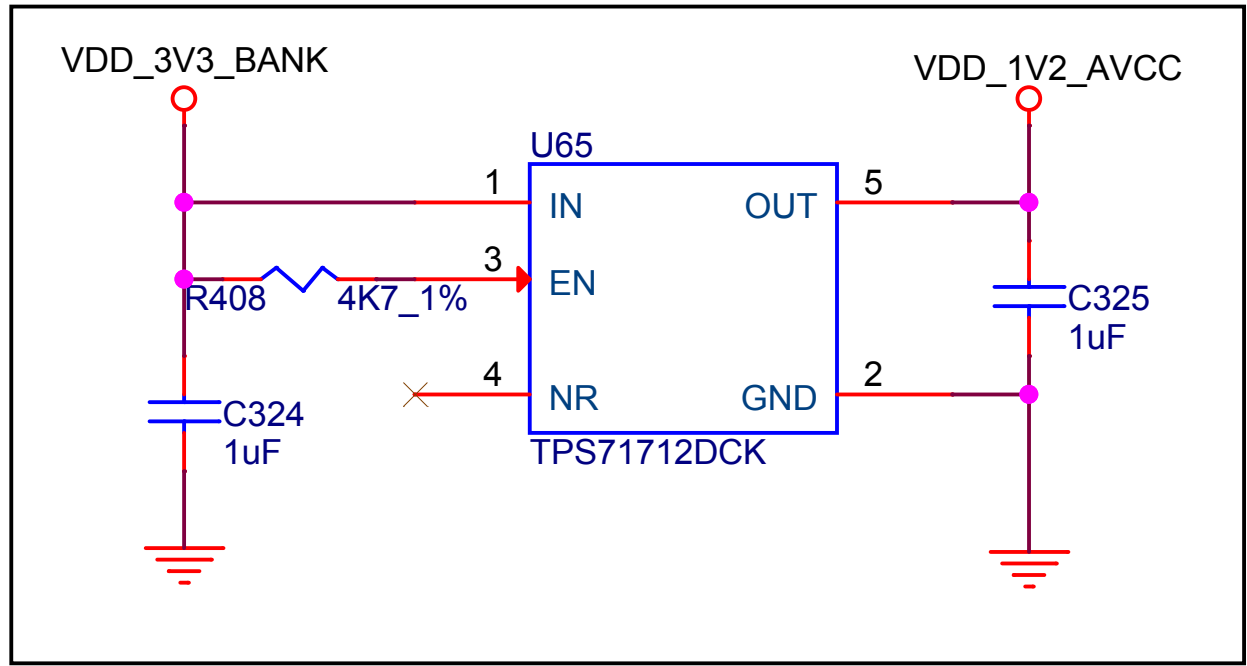 VDD_3V3_BANK
VDD_1V2_AVCC
U65
1
IN
OUT
5
3
EN
R408
4K7_1%
C325
1uF
4
NR
GND
2
C324
1uF
TPS71712DCK